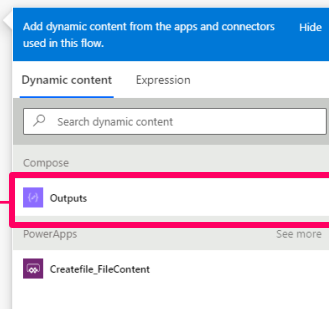 Add dynamic content from the apps and connectors Hide
used in this flow.
Dynamic content Expression
Search dynamic content
Compose
Outputs
PowerApps See more
Createfile_FileContent